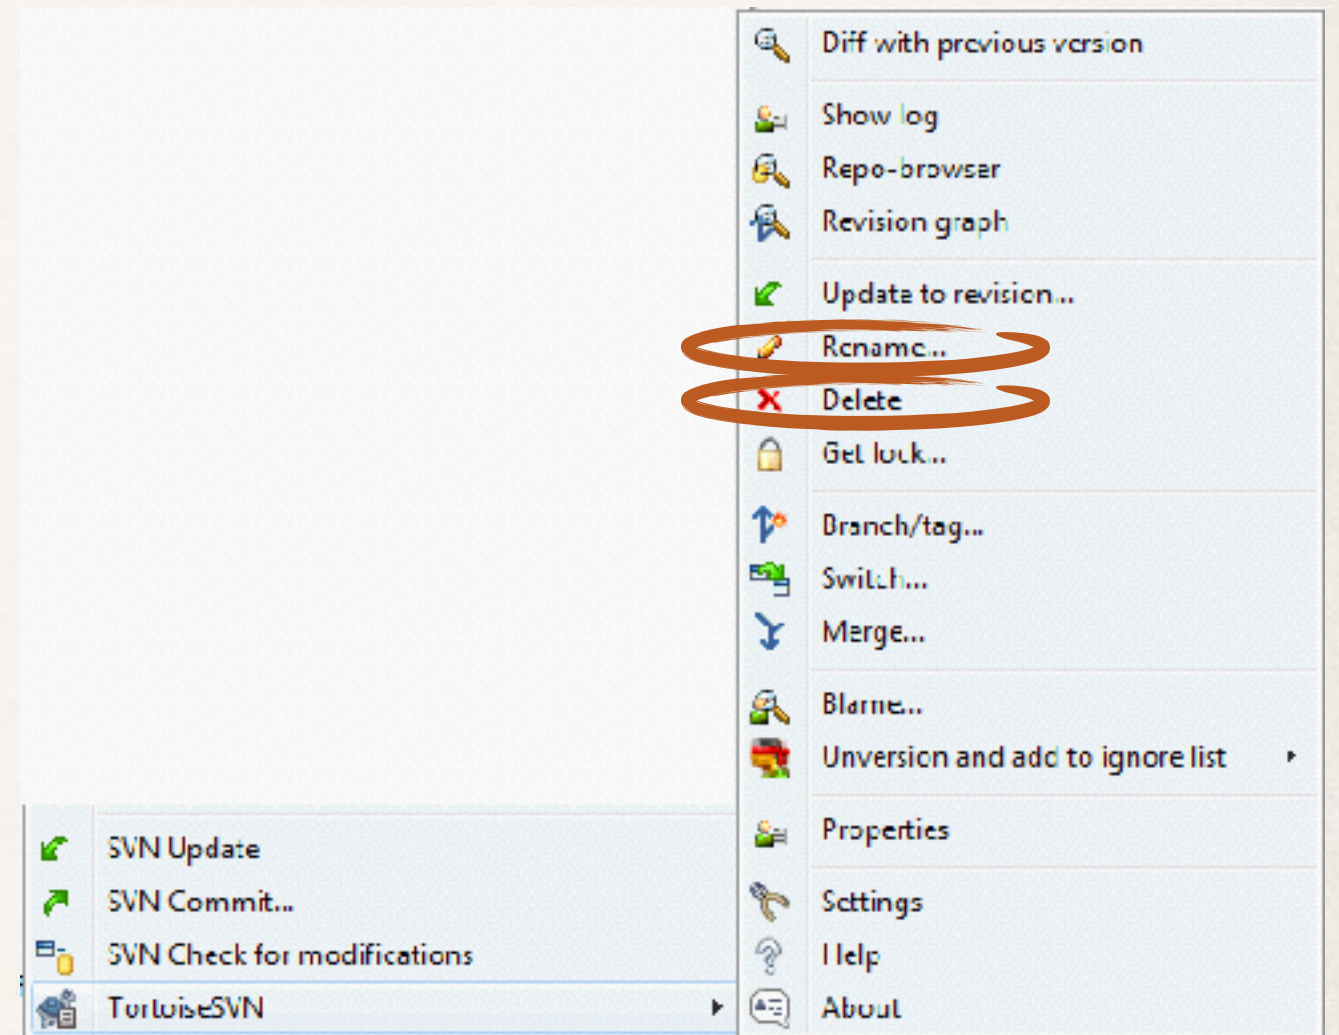 Diff with previous version
Show log
Repo-browser
Revision graph
Update to revision...
Rename...
Delete
Get lock...
Branch/tag...
Switch...
Merge...
Blame...
Unversion and add to ignore list
Properties
Settings
Help
About
SVN Update
SVN Commit...
SVN Check for modifications
TortoiseSVN